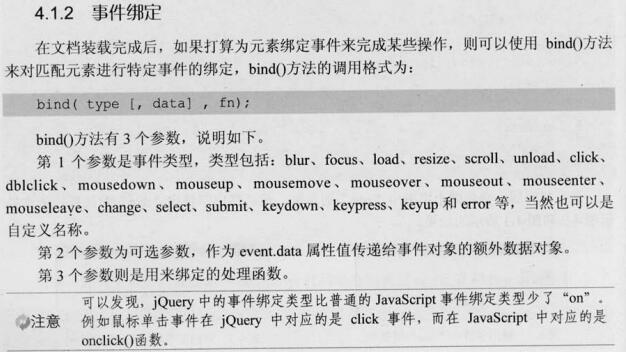 4.1.2 事件绑定
在文档装载完成后，如果打算为元素绑定事件来完成某些操作，则可以使用 bind()方法
来对匹配元素进行特定事件的绑定，bind()方法的调用格式为：
bind( type [, data] , fn);
bind()方法有 3 个参数，说明如下。
第 1 个参数是事件类型，类型包括：blur、focus、load、resize、scroll、unload、click、
dblclick、mousedown、mouseup、mousemove、mouseover、mouseout、mouseenter、
mouseleave、change、select、submit、keydown、keypress、keyup 和 error 等，当然也可以是
自定义名称。
第 2 个参数为可选参数，作为 event.data 属性值传递给事件对象的额外数据对象。
第 3 个参数则是用来绑定的处理函数。
可以发现，jQuery 中的事件绑定类型比普通的 JavaScript 事件绑定类型少了“on”。
注意 例如鼠标单击事件在 jQuery 中对应的是 click 事件，而在 JavaScript 中对应的是
onclick()函数。